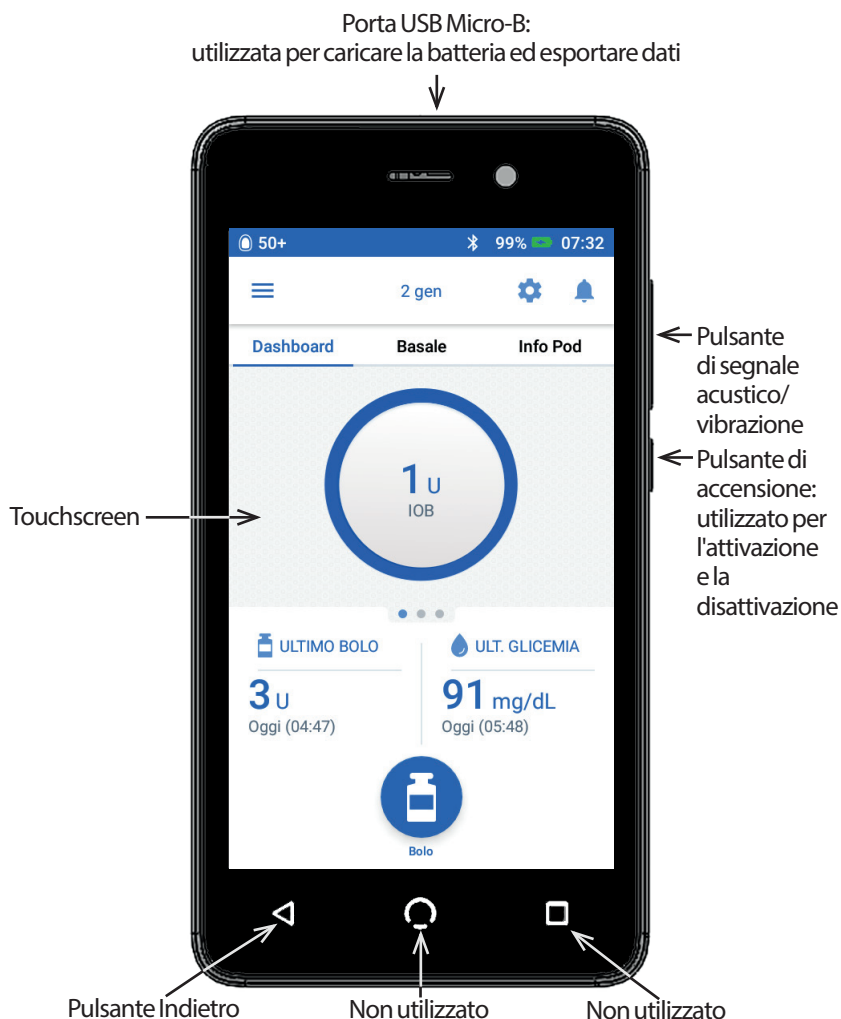 Porta USB Micro-B:
utilizzata per caricare la batteria ed esportare dati
50+ 99% 07:32
2 gen
Dashboard Basale Info Pod
Pulsante
di segnale
acustico/
vibrazione
Pulsante di
accensione:
utilizzato per
l'attivazione
e la
disattivazione
Touchscreen
1 U
IOB
ULTIMO BOLO
3 U
Oggi (04:47)
ULT. GLICEMIA
91 mg/dL
Oggi (05:48)
Bolo
Pulsante Indietro
Non utilizzato
Non utilizzato